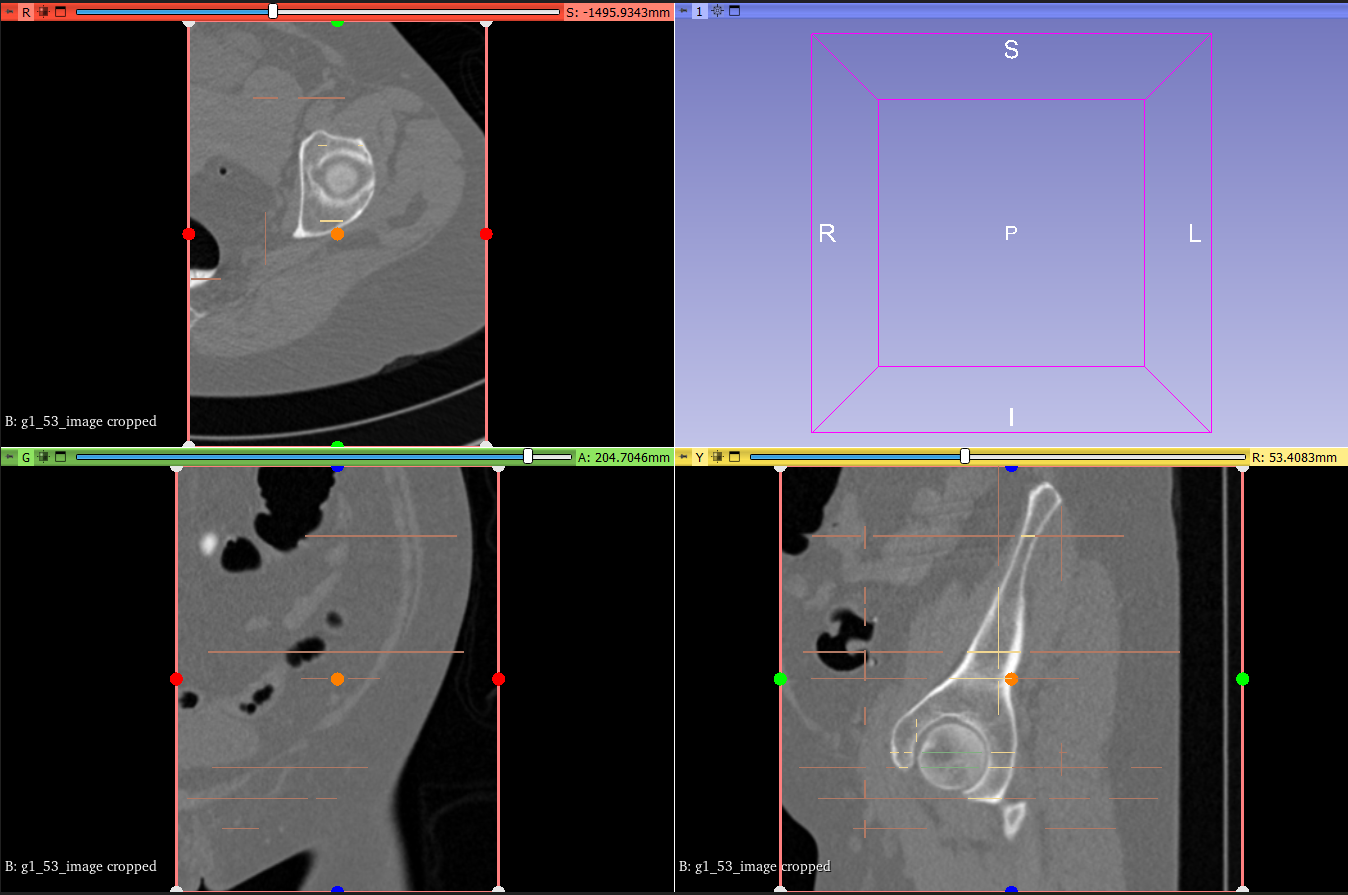 R
S: -1495.9343mm
1
S
R
P
L
I
B: g1_53_image cropped
G
A: 204.7046mm
Y
R: 53.4083mm
B: g1_53_image cropped
B: g1_53_image cropped